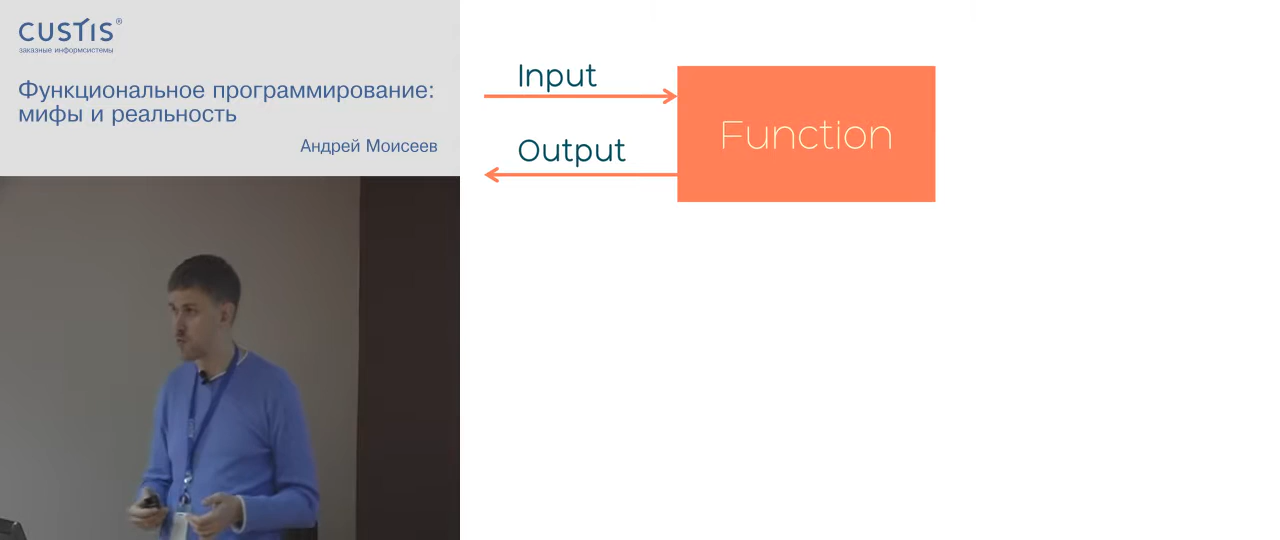 CUSTIS®
заказные информсистемы
Функциональное программирование:
мифы и реальность
Андрей Моисеев
Input
Function
Output